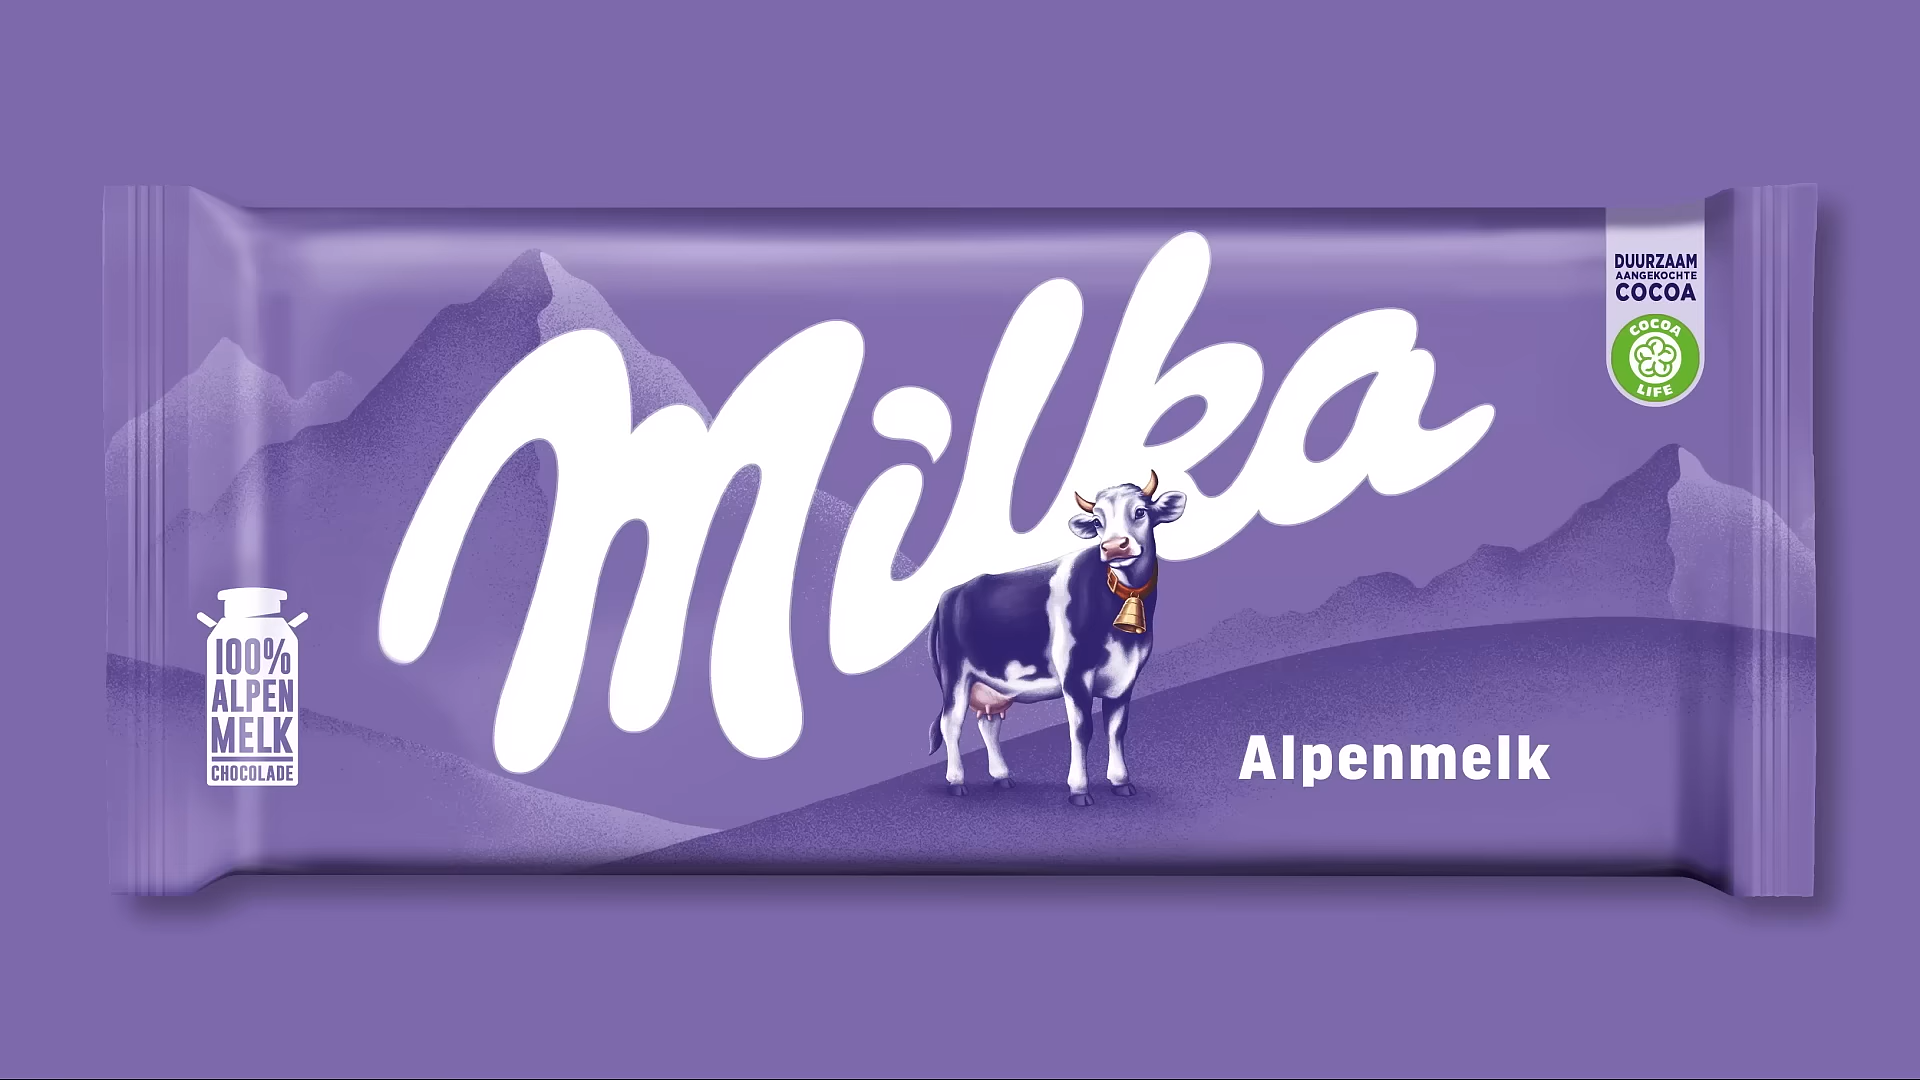 Milka
DUURZAAM
AANGEKOCHTE
COCOA
COCOA
LIFE
100%
ALPEN
MELK
CHOCOLADE
Alpenmelk